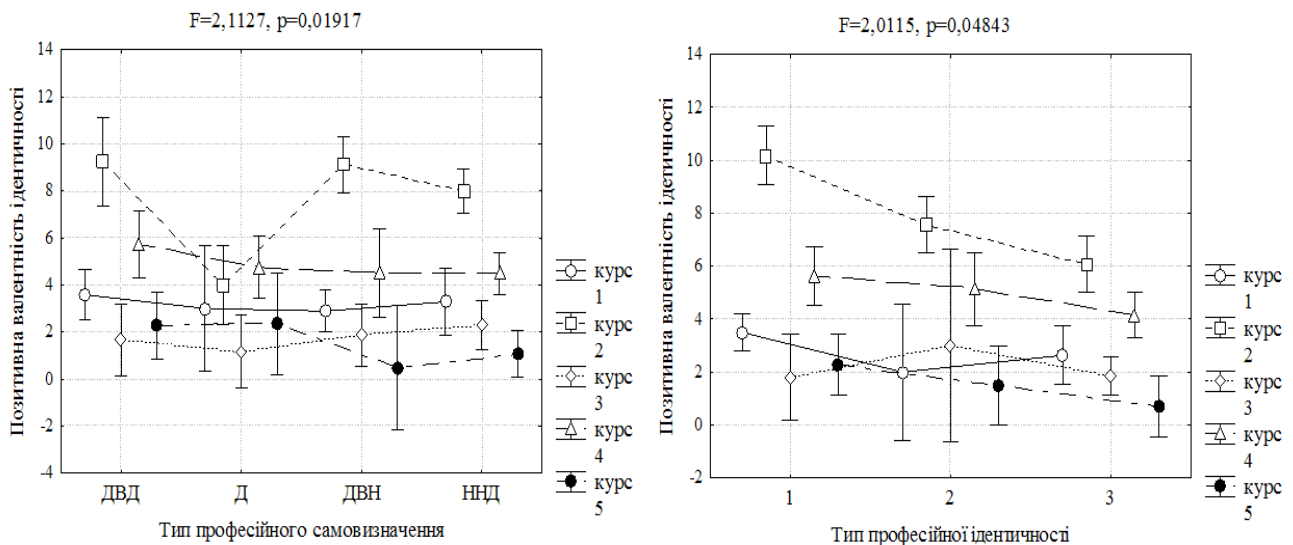 F=2,1127, p=0,01917
Позитивна валентність ідентичності
14
12
10
8
6
4
2
0
-2
-4
ДВД Д ДВН ННД
Тип професійного самовизначення
курс
1
курс
2
курс
3
курс
4
курс
5
F=2,0115, p=0,04843
Позитивна валентність ідетичності
14
12
10
8
6
4
2
0
-2
1 2 3
Тип професійної ідентичності
курс
1
курс
2
курс
3
курс
4
курс
5